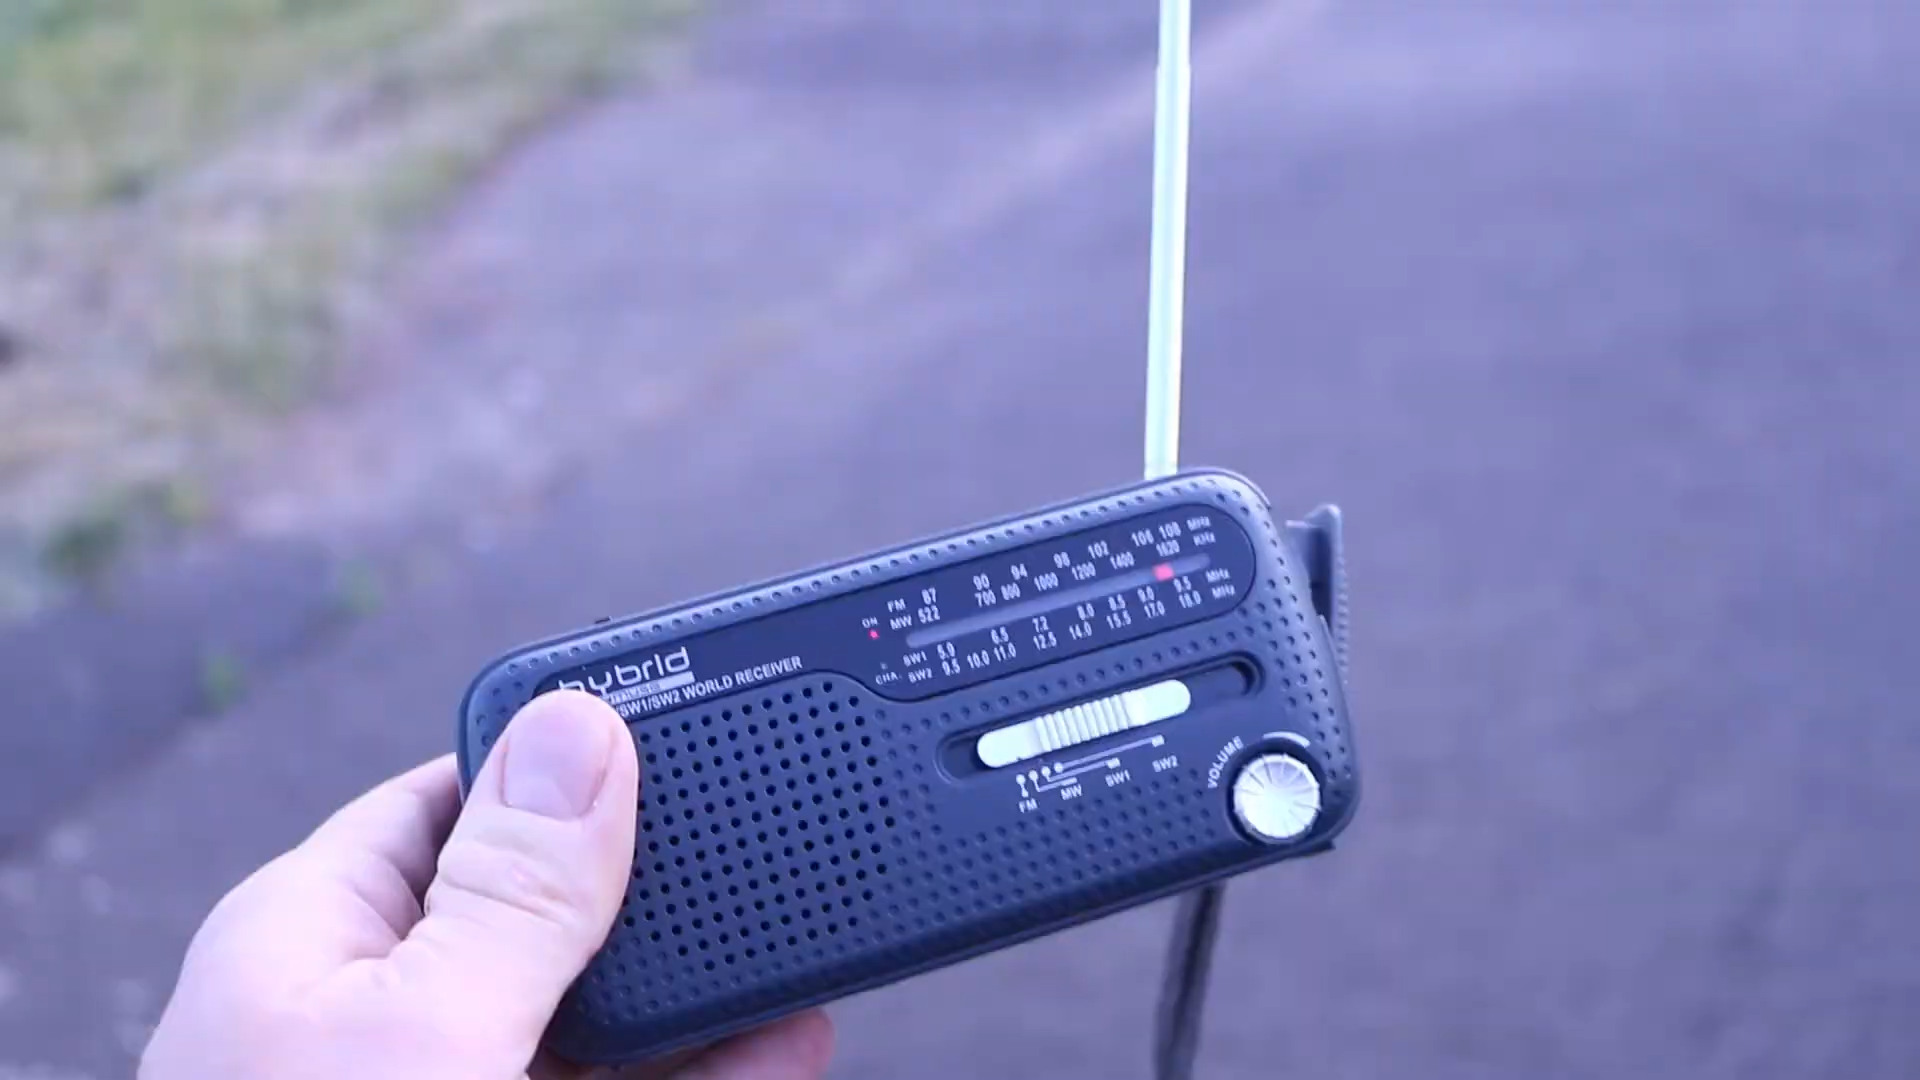 hybrid
/SW1/SW2 WORLD RECEIVER
ON
FM 87 90 94 98 102 106 108 MHz
MW 522 700 800 1000 1200 1400 1620 KHz
SW1 5.9 6.5 7.2 8.0 8.5 9.0 9.5 MHz
CHA. SW2 9.5 10.0 11.0 12.5 14.0 15.5 17.0 18.0 MHz
FM MW SW1 SW2
VOLUME